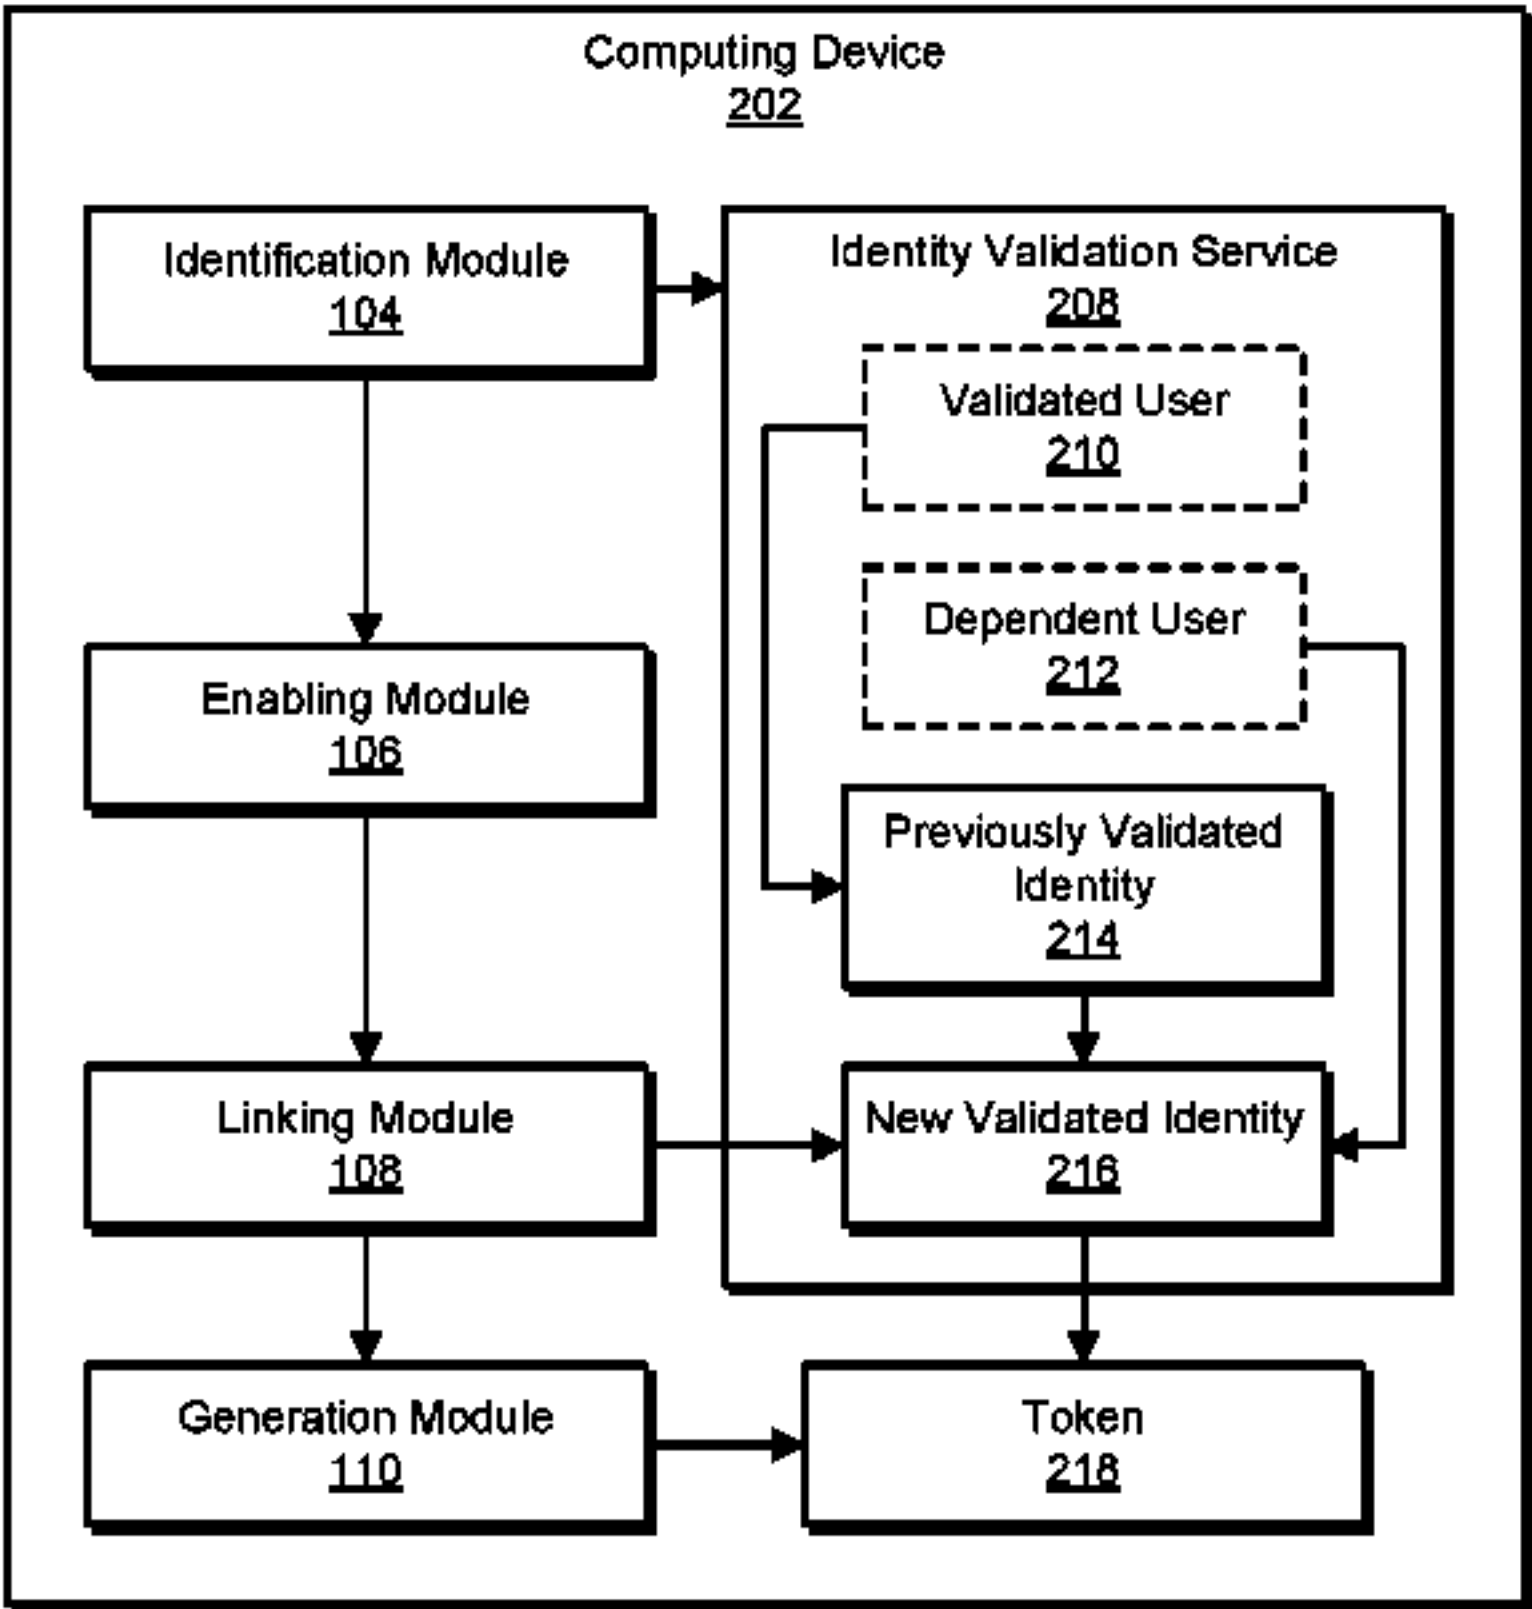 Computing Device
202
Identification Module
104
Identity Validation Service
208
Validated User
210
Dependent User
212
Enabling Module
106
Previously Validated
Identity
214
Linking Module
108
New Validated Identity
216
Generation Module
110
Token
218